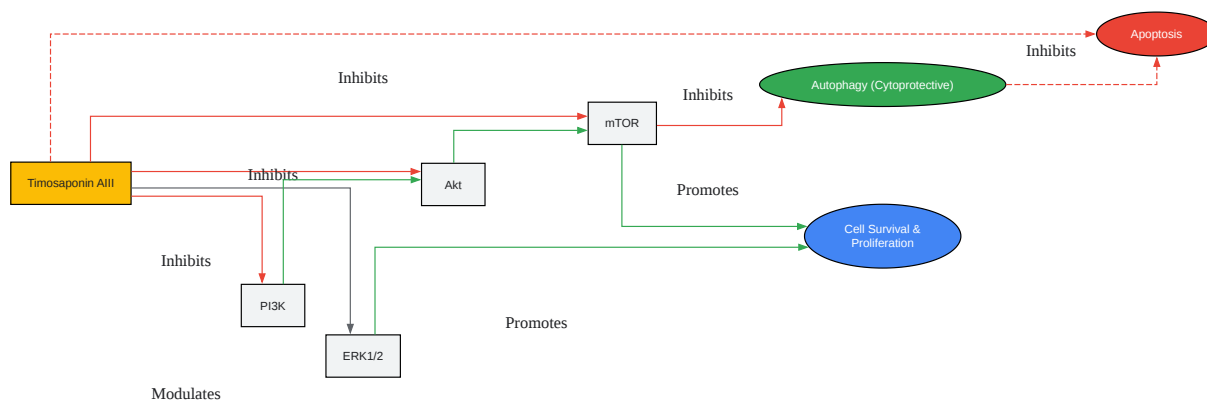 Apoptosis
Inhibits
Inhibits
Autophagy (Cytoprotective)
Inhibits
mTOR
Inhibits
Timosaponin AIII
Akt
Promotes
Cell Survival &
Proliferation
Inhibits
PI3K
Promotes
ERK1/2
Modulates